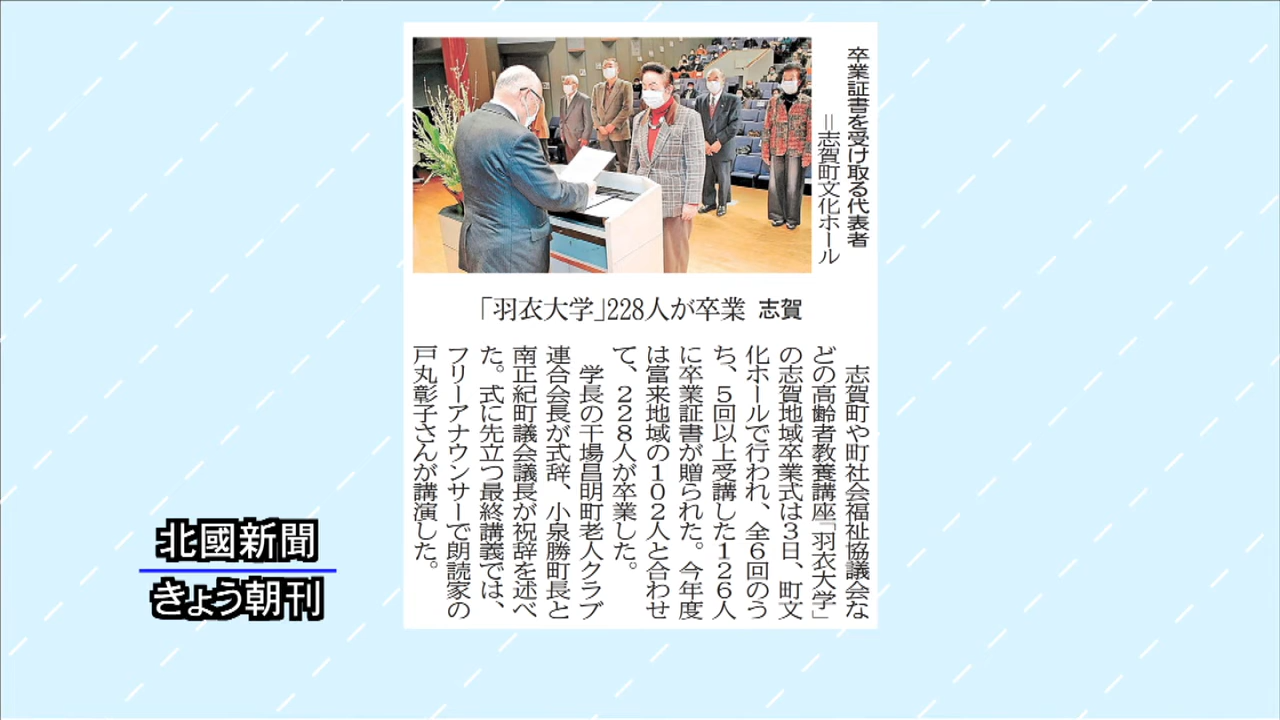 卒業証書を受け取る代表者
＝志賀町文化ホール
「羽衣大学」228人が卒業 志賀
志賀町や町社会福祉協議会な
どの高齢者教養講座「羽衣大学」
の志賀地域卒業式は３日、町文
化ホールで行われ、全６回のう
ち、５回以上受講した１２６人
に卒業証書が贈られた。今年度
は富来地域の１０２人と合わせ
て、２２８人が卒業した。
学長の干場昌明町老人クラブ
連合会長が式辞、小泉勝町長と
南正紀町議会議長が祝辞を述べ
た。式に先立つ最終講義では、
フリーアナウンサーで朗読家の
戸丸彰子さんが講演した。
北國新聞
きょう朝刊